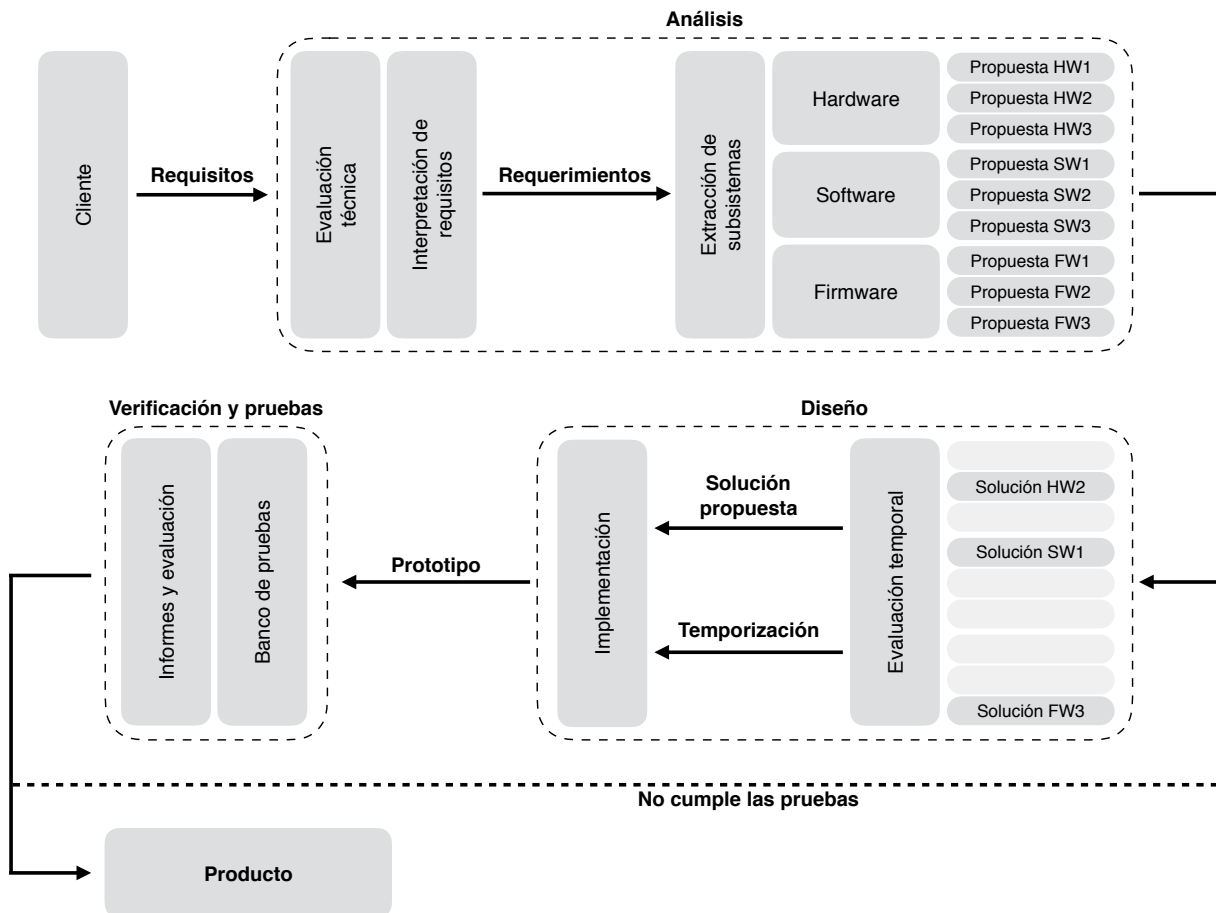 Análisis
Cliente
Requisitos
Evaluación
técnica
Interpretación de
requisitos
Requerimientos
Extracción de
subsistemas
Hardware
Software
Firmware
Propuesta HW1
Propuesta HW2
Propuesta HW3
Propuesta SW1
Propuesta SW2
Propuesta SW3
Propuesta FW1
Propuesta FW2
Propuesta FW3
Verificación y pruebas
Informes y evaluación
Banco de pruebas
Prototipo
Diseño
Implementación
Solución
propuesta
Temporización
Evaluación temporal
Solución HW2
Solución SW1
Solución FW3
No cumple las pruebas
Producto